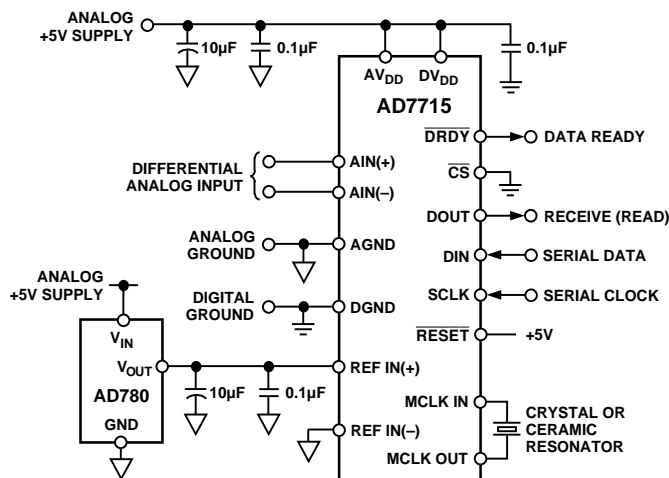 ANALOG
+5V SUPPLY
10µF
0.1µF
0.1µF
AVDD
DVDD
AD7715
DRDY
DATA READY
DIFFERENTIAL
ANALOG INPUT
AIN(+)
AIN(–)
CS
DOUT
RECEIVE (READ)
ANALOG
GROUND
AGND
DIN
SERIAL DATA
DIGITAL
GROUND
DGND
SCLK
SERIAL CLOCK
RESET
+5V
ANALOG
+5V SUPPLY
VIN
VOUT
AD780
GND
10µF
0.1µF
REF IN(+)
REF IN(–)
MCLK IN
MCLK OUT
CRYSTAL OR
CERAMIC
RESONATOR